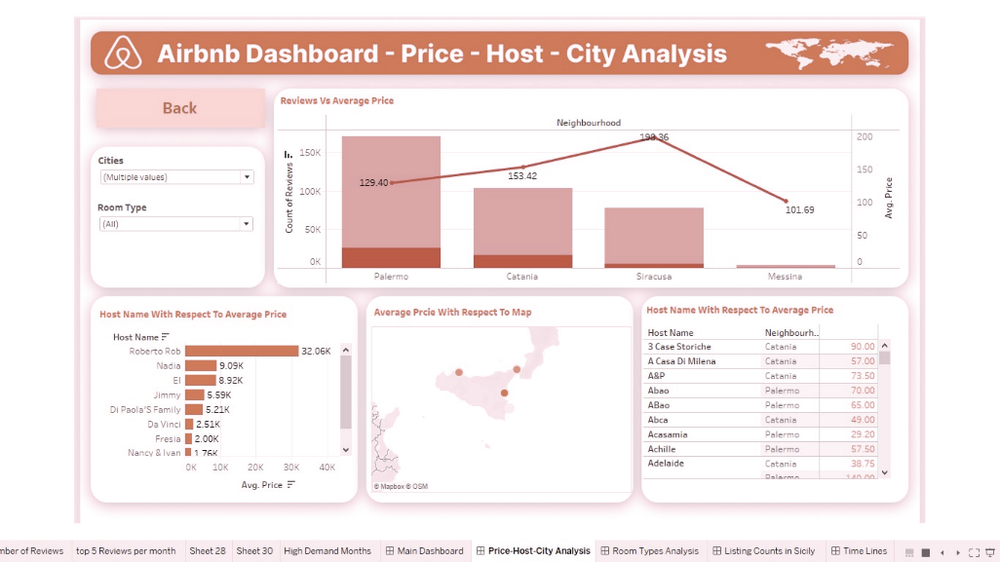 Airbnb Dashboard - Price - Host - City Analysis
Back
Cities
(Multiple values)
Room Type
(All)
Reviews Vs Average Price
Neighbourhood
Count of Reviews
150K
100K
50K
0K
129.40
153.42
198.36
101.69
200
150
100
50
0
Avg. Price
Palermo Catania Siracusa Messina
Host Name With Respect To Average Price
Host Name
Roberto Rob 32.06K
Nadia 9.09K
El 8.92K
Jimmy 5.59K
Di Paola'S Family 5.21K
Da Vinci 2.51K
Fresia 2.00K
Nancy & Ivan 1.76K
0K 10K 20K 30K 40K
Avg. Price
Average Prcie With Respect To Map
© Mapbox © OSM
Host Name With Respect To Average Price
Host Name Neighbourh..
3 Case Storiche Catania 90.00
A Casa Di Milena Catania 57.00
A&P Catania 73.50
Abao Palermo 70.00
ABao Palermo 65.00
Abca Catania 49.00
Acasamia Palermo 29.20
Achille Palermo 57.50
Adelaide Catania 38.75
Palermo 140.00
mber of Reviews top 5 Reviews per month Sheet 28 Sheet 30 High Demand Months Main Dashboard Price-Host-City Analysis Room Types Analysis Listing Counts in Sicily Time Lines